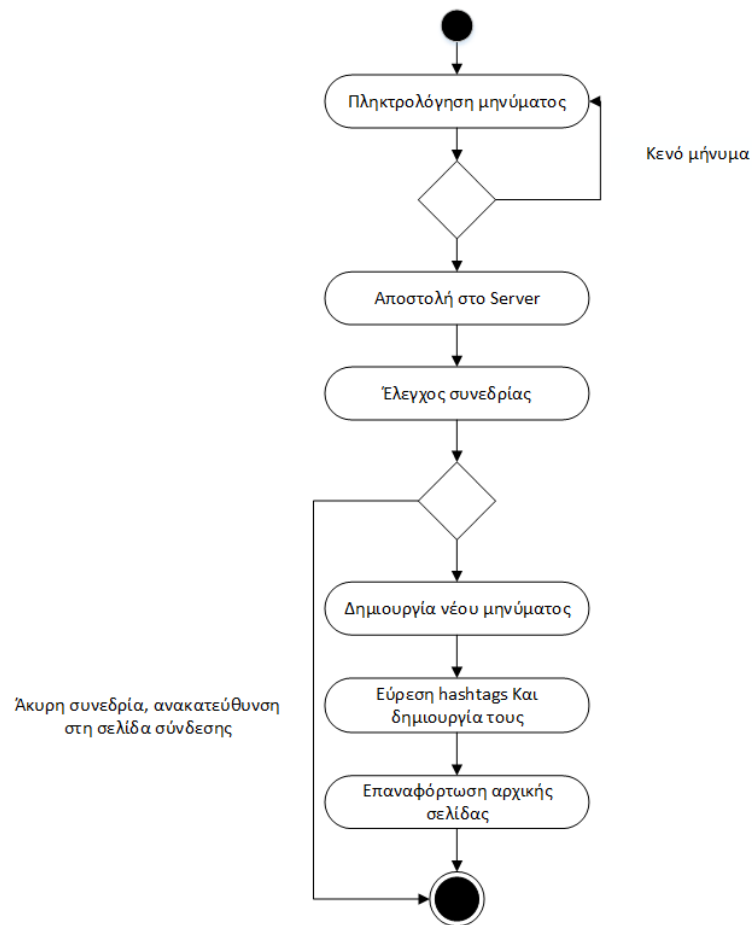 Πληκτρολόγηση μηνύματος
Κενό μήνυμα
Αποστολή στο Server
Έλεγχος συνεδρίας
Δημιουργία νέου μηνύματος
Εύρεση hashtags Και
δημιουργία τους
Άκυρη συνεδρία, ανακατεύθυνση
στη σελίδα σύνδεσης
Επαναφόρτωση αρχικής
σελίδας